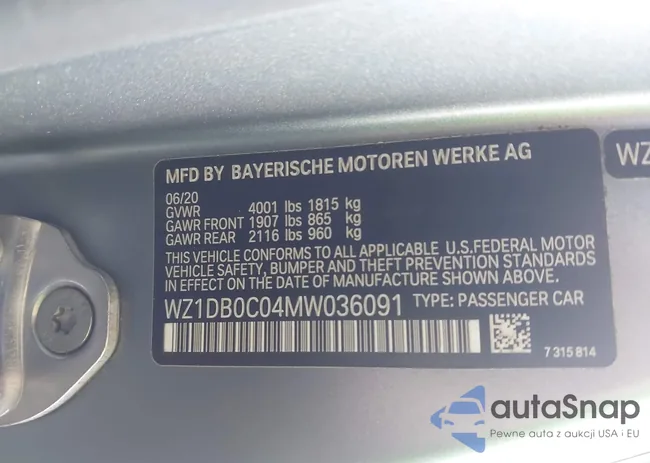 MFD BY BAYERISCHE MOTOREN WERKE AG
WZ
06/20
GVWR 4001 lbs 1815 kg
GAWR FRONT 1907 lbs 865 kg
GAWR REAR 2116 lbs 960 kg
THIS VEHICLE CONFORMS TO ALL APPLICABLE U.S.FEDERAL MOTOR
VEHICLE SAFETY, BUMPER AND THEFT PREVENTION STANDARDS
IN EFFECT ON THE DATE OF MANUFACTURE SHOWN ABOVE.
WZ1DB0C04MW036091 TYPE: PASSENGER CAR
7 315 814
autaSnap
Pewne auta z aukcji USA i EU